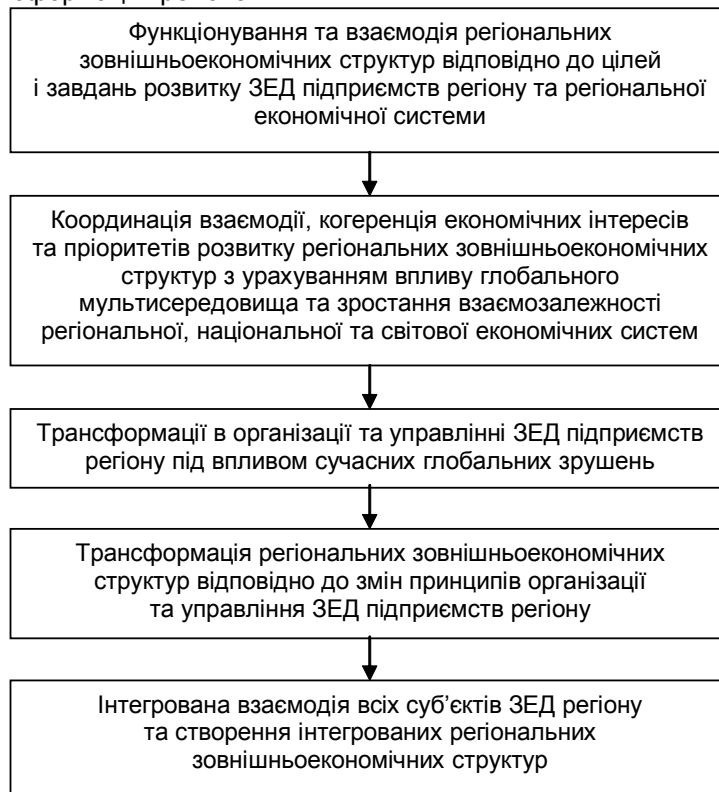 Функціонування та взаємодія регіональних
зовнішньоекономічних структур відповідно до цілей
і завдань розвитку ЗЕД підприємств регіону та регіональної
економічної системи
Координація взаємодії, когеренція економічних інтересів
та пріоритетів розвитку регіональних зовнішньоекономічних
структур з урахуванням впливу глобального
мультисередовища та зростання взаємозалежності
регіональної, національної та світової економічних систем
Трансформації в організації та управлінні ЗЕД підприємств
регіону під впливом сучасних глобальних зрушень
Трансформація регіональних зовнішньоекономічних
структур відповідно до змін принципів організації
та управління ЗЕД підприємств регіону
Інтегрована взаємодія всіх суб’єктів ЗЕД регіону
та створення інтегрованих регіональних
зовнішньоекономічних структур